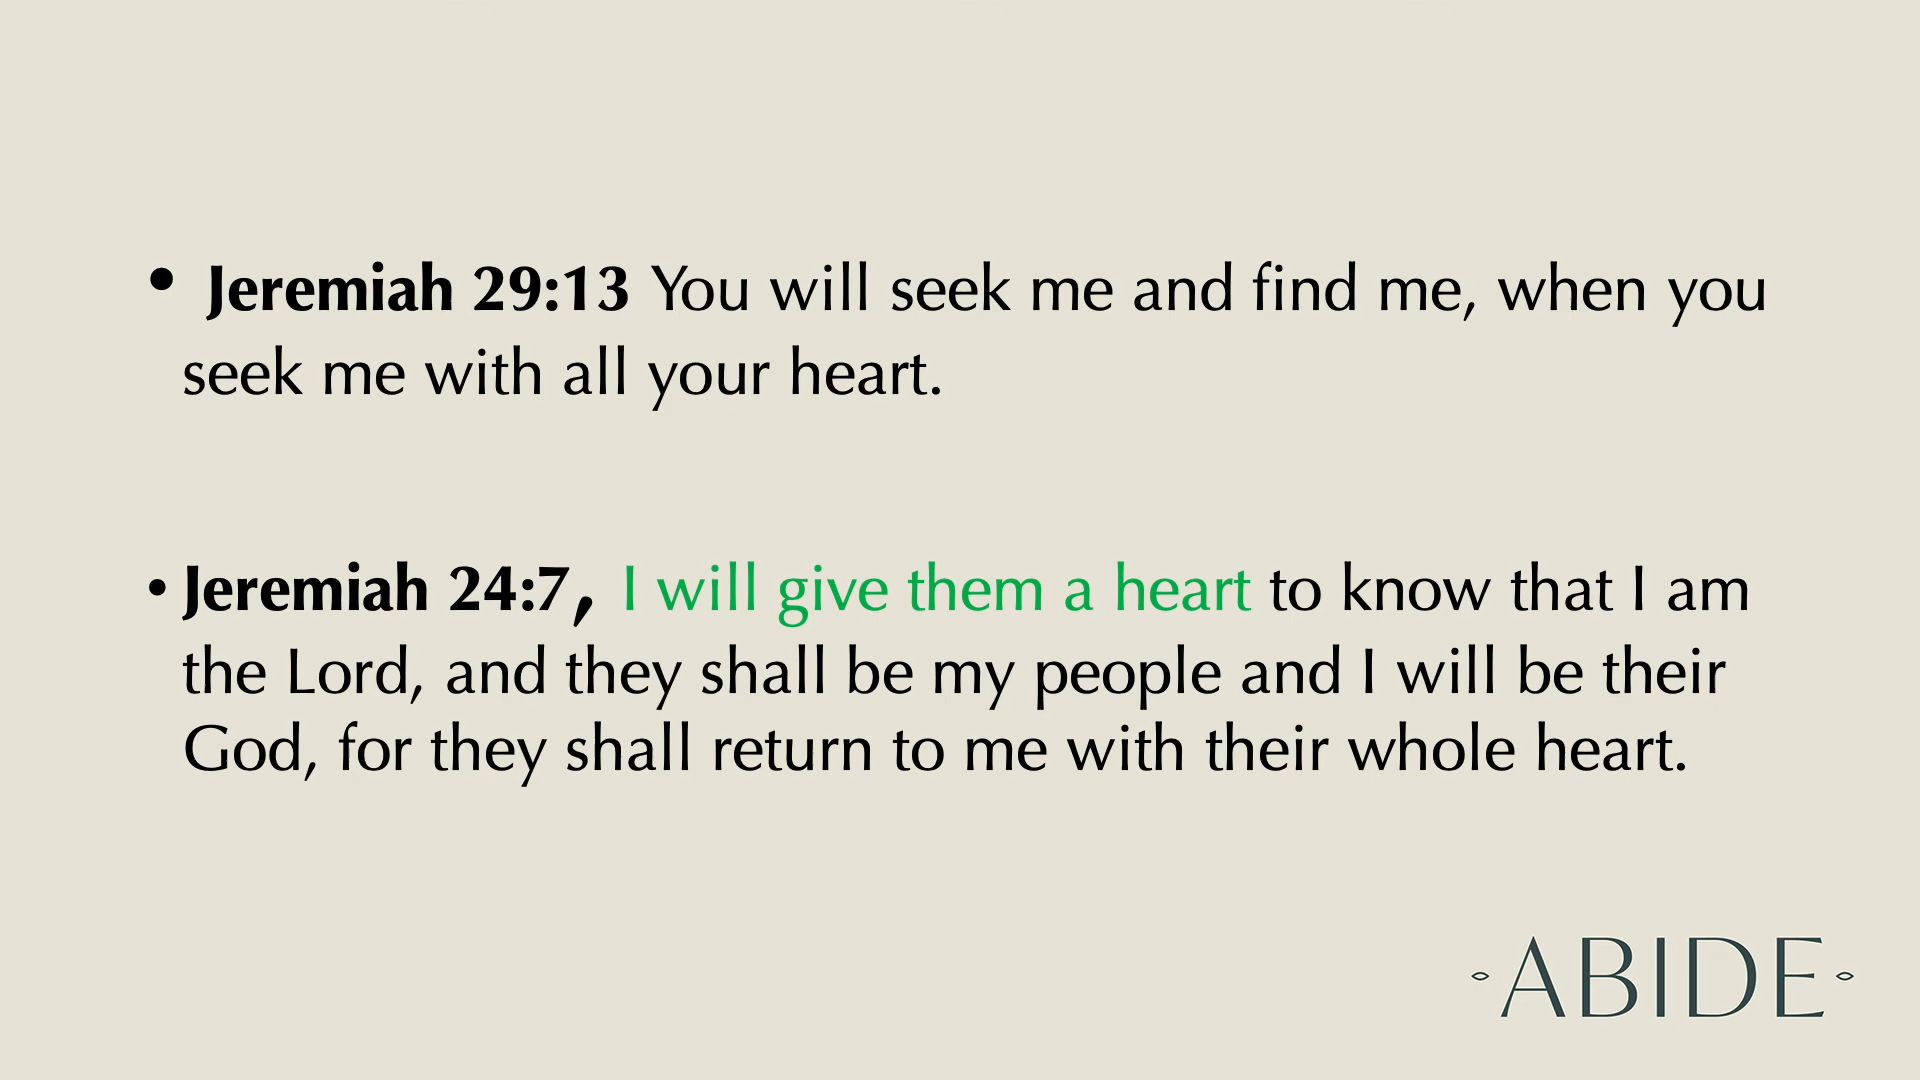 • Jeremiah 29:13 You will seek me and find me, when you
seek me with all your heart.
• Jeremiah 24:7, I will give them a heart to know that I am
the Lord, and they shall be my people and I will be their
God, for they shall return to me with their whole heart.
ABIDE